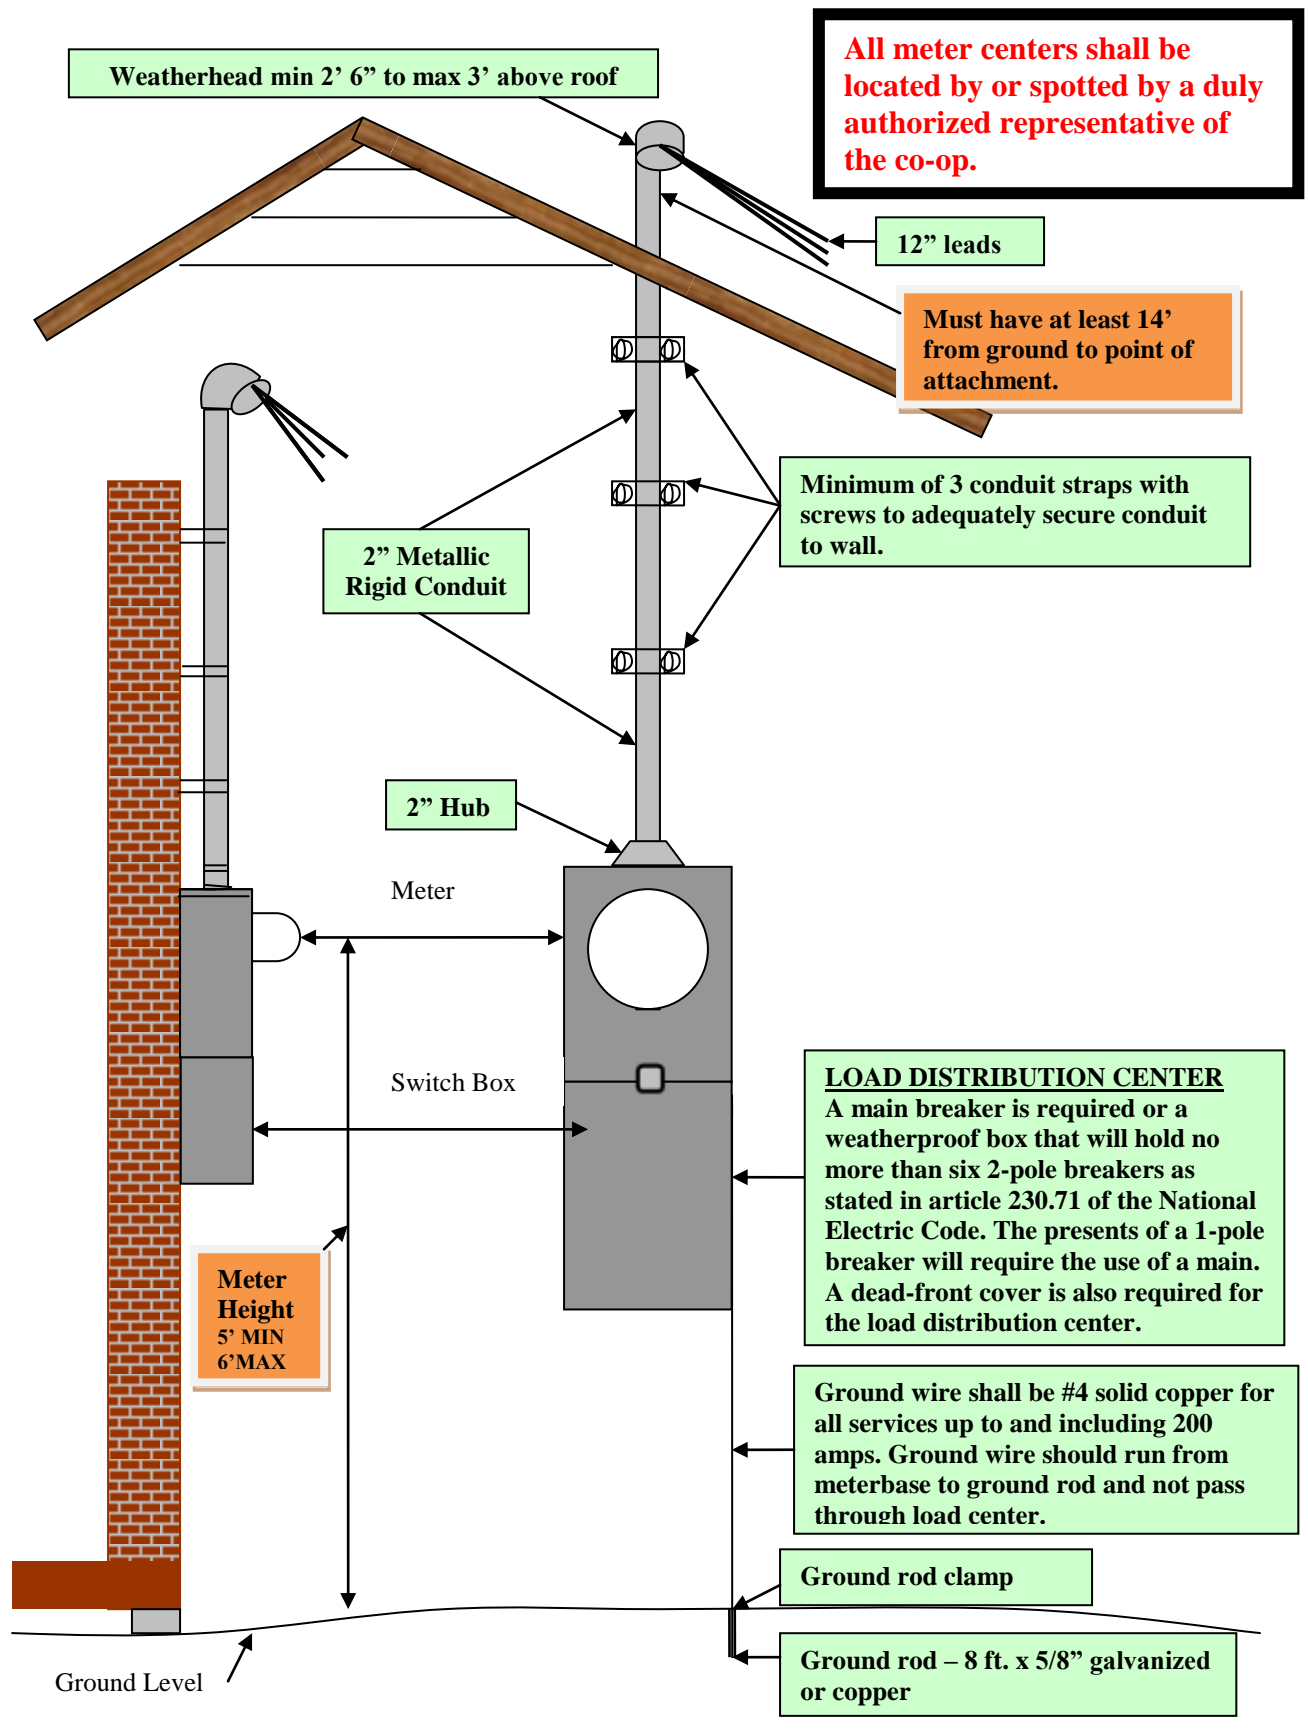 Weatherhead min 2’ 6” to max 3’ above roof
All meter centers shall be
located by or spotted by a duly
authorized representative of
the co-op.
12” leads
Must have at least 14’
from ground to point of
attachment.
Minimum of 3 conduit straps with
screws to adequately secure conduit
to wall.
2” Metallic
Rigid Conduit
2” Hub
Meter
Switch Box
LOAD DISTRIBUTION CENTER
A main breaker is required or a
weatherproof box that will hold no
more than six 2-pole breakers as
stated in article 230.71 of the National
Electric Code. The presents of a 1-pole
breaker will require the use of a main.
A dead-front cover is also required for
the load distribution center.
Meter
Height
5’ MIN
6’MAX
Ground wire shall be #4 solid copper for
all services up to and including 200
amps. Ground wire should run from
meterbase to ground rod and not pass
through load center.
Ground rod clamp
Ground rod – 8 ft. x 5/8” galvanized
or copper
Ground Level